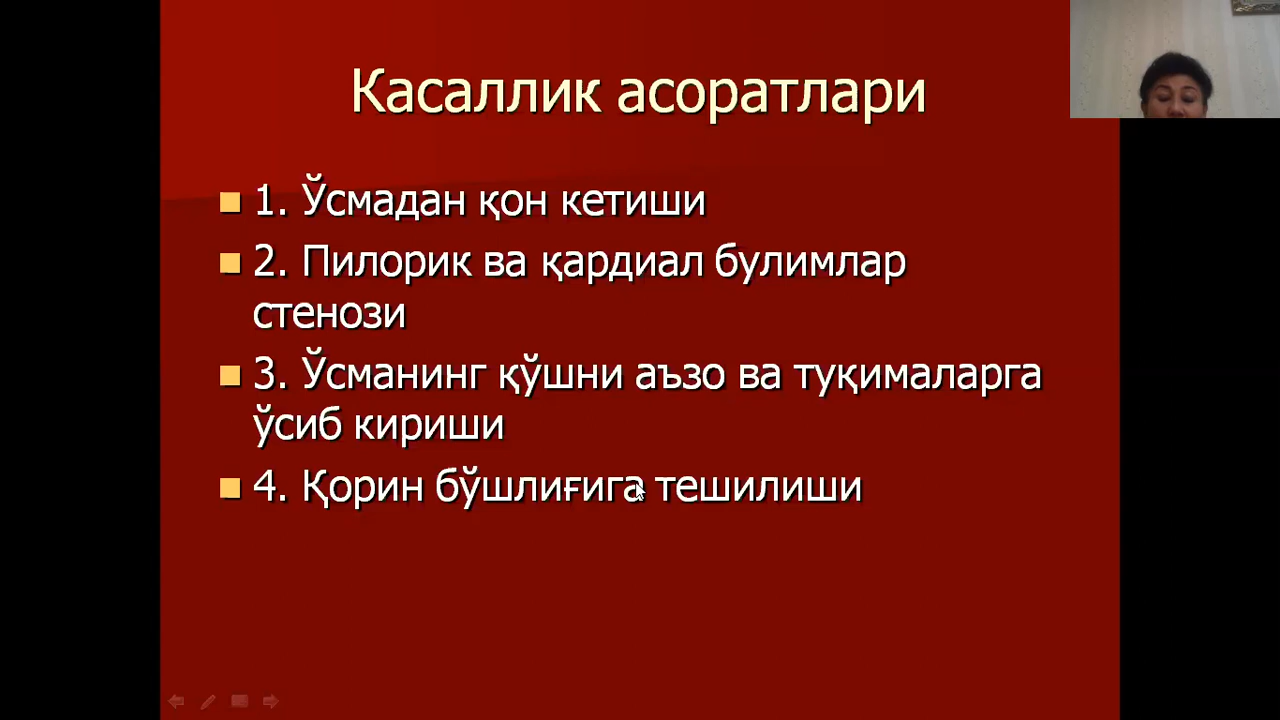 Касаллик асоратлари
1. Ўсмадан қон кетиши
2. Пилорик ва қардиал булимлар
стенози
3. Ўсманинг қўшни аъзо ва туқималарга
ўсиб кириши
4. Қорин бўшлиғига тешилиши